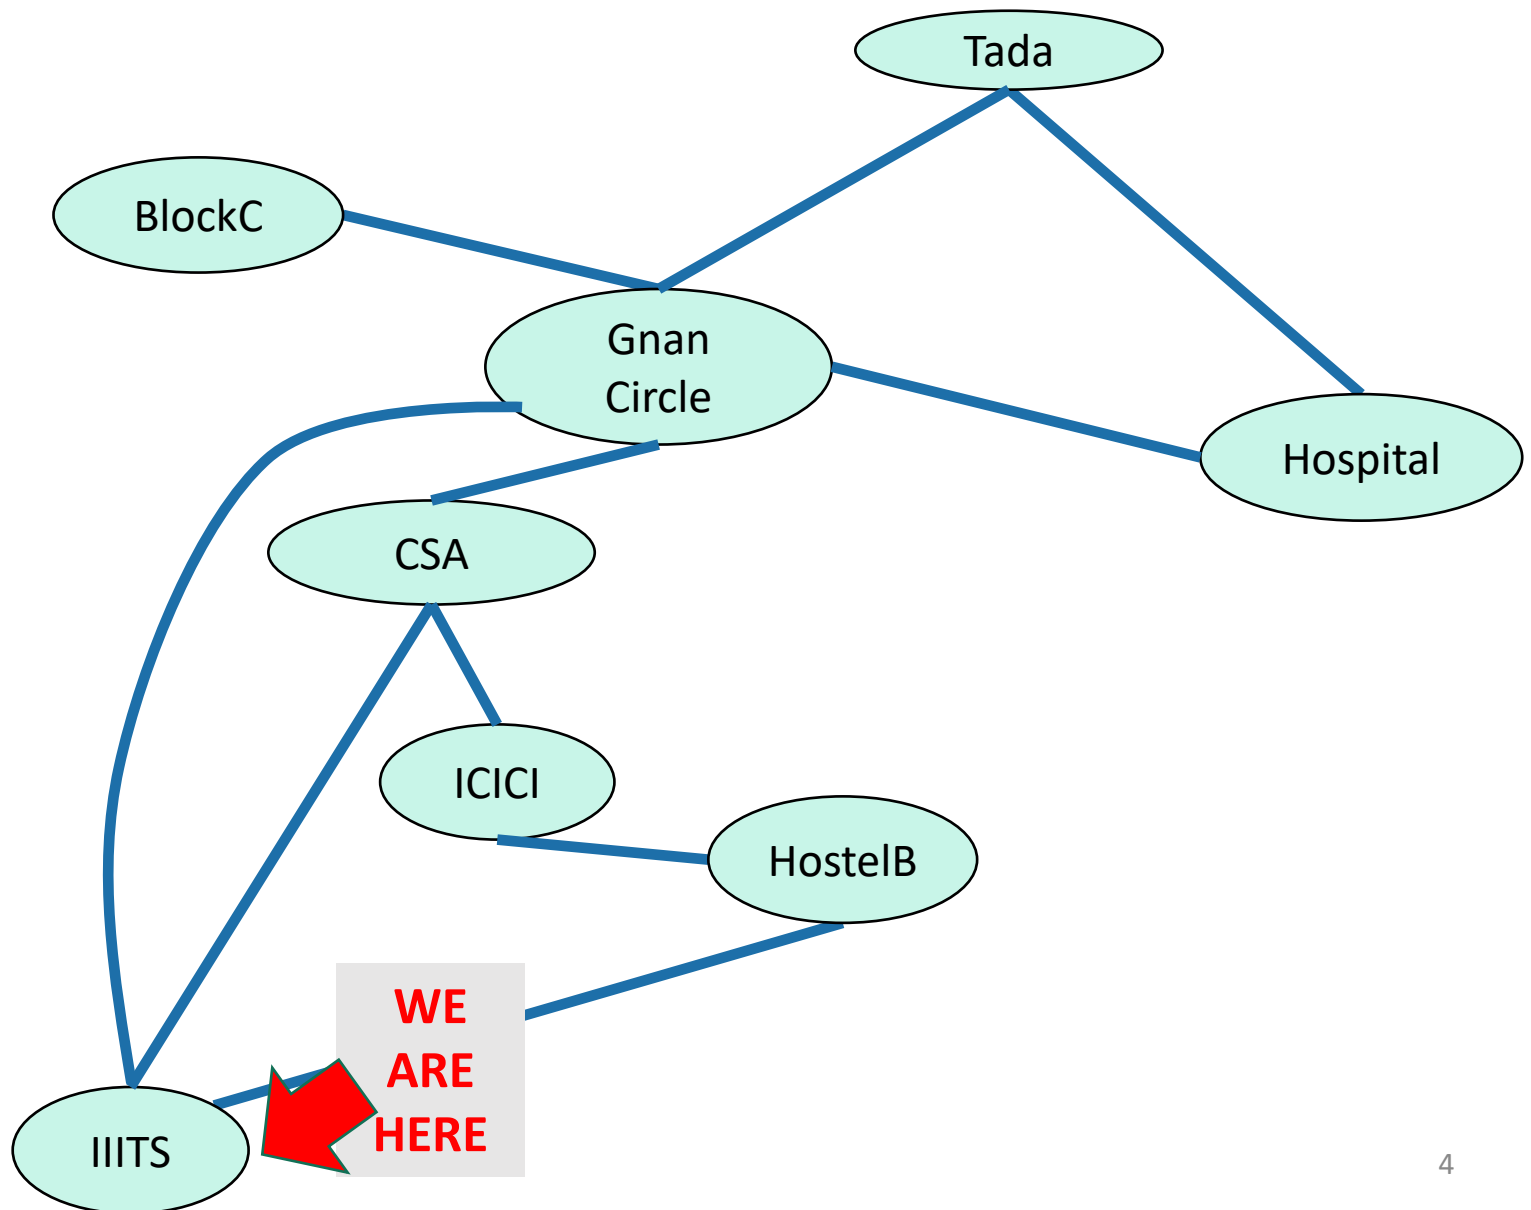 Tada
BlockC
Gnan
Circle
Hospital
CSA
ICICI
HostelB
WE
ARE
HERE
IIITS
4